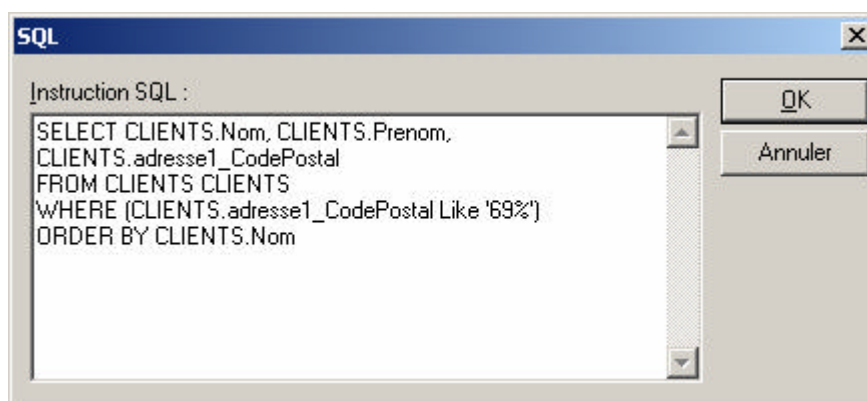 SQL
Instruction SQL :
OK
SELECT CLIENTS.Nom, CLIENTS.Prenom,
CLIENTS.adresse1_CodePostal
FROM CLIENTS CLIENTS
WHERE (CLIENTS.adresse1_CodePostal Like '69%')
ORDER BY CLIENTS.Nom
Annuler